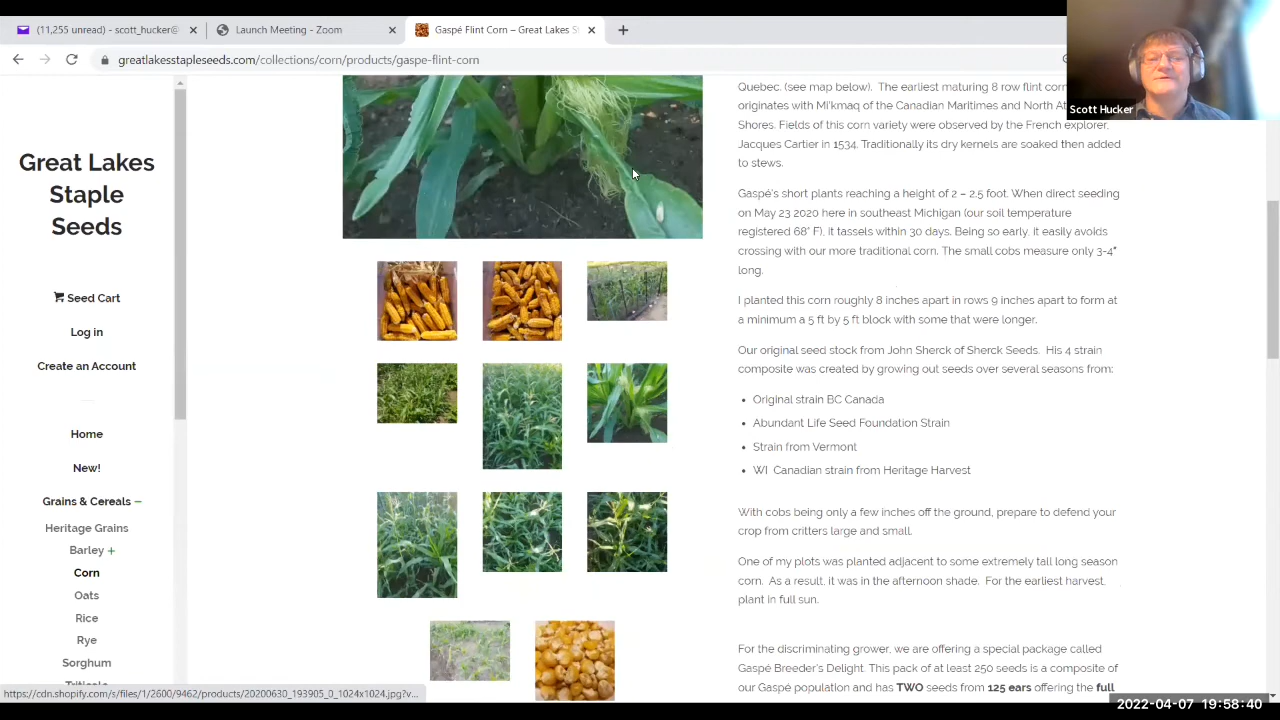 (11,255 unread) - scott_hucker@
Launch Meeting - Zoom
Gaspé Flint Corn – Great Lakes St
greatlakesstapleseeds.com/collections/corn/products/gaspe-flint-corn
Scott Hucker
Great Lakes
Staple
Seeds
Seed Cart
Log in
Create an Account
Home
New!
Grains & Cereals −
Heritage Grains
Barley +
Corn
Oats
Rice
Rye
Sorghum
Triticale
Quebec. (see map below). The earliest maturing 8 row flint corn
originates with Mi'kmaq of the Canadian Maritimes and North
Shores. Fields of this corn variety were observed by the French explorer,
Jacques Cartier in 1534. Traditionally its dry kernels are soaked then added
to stews.
Gaspé's short plants reaching a height of 2 – 2.5 foot. When direct seeding
on May 23 2020 here in southeast Michigan (our soil temperature
registered 68° F), it tassels within 30 days. Being so early, it easily avoids
crossing with our more traditional corn. The small cobs measure only 3-4"
long.
I planted this corn roughly 8 inches apart in rows 9 inches apart to form at
a minimum a 5 ft by 5 ft block with some that were longer.
Our original seed stock from John Sherck of Sherck Seeds. His 4 strain
composite was created by growing out seeds over several seasons from:
• Original strain BC Canada
• Abundant Life Seed Foundation Strain
• Strain from Vermont
• WI Canadian strain from Heritage Harvest
With cobs being only a few inches off the ground, prepare to defend your
crop from critters large and small.
One of my plots was planted adjacent to some extremely tall long season
corn. As a result, it was in the afternoon shade. For the earliest harvest,
plant in full sun.
For the discriminating grower, we are offering a special package called
Gaspé Breeder's Delight. This pack of at least 250 seeds is a composite of
our Gaspé population and has TWO seeds from 125 ears offering the full
https://cdn.shopify.com/s/files/1/2600/9462/products/20200630_193905_0_1024x1024.jpg?v...
2022-04-07 19:58:40